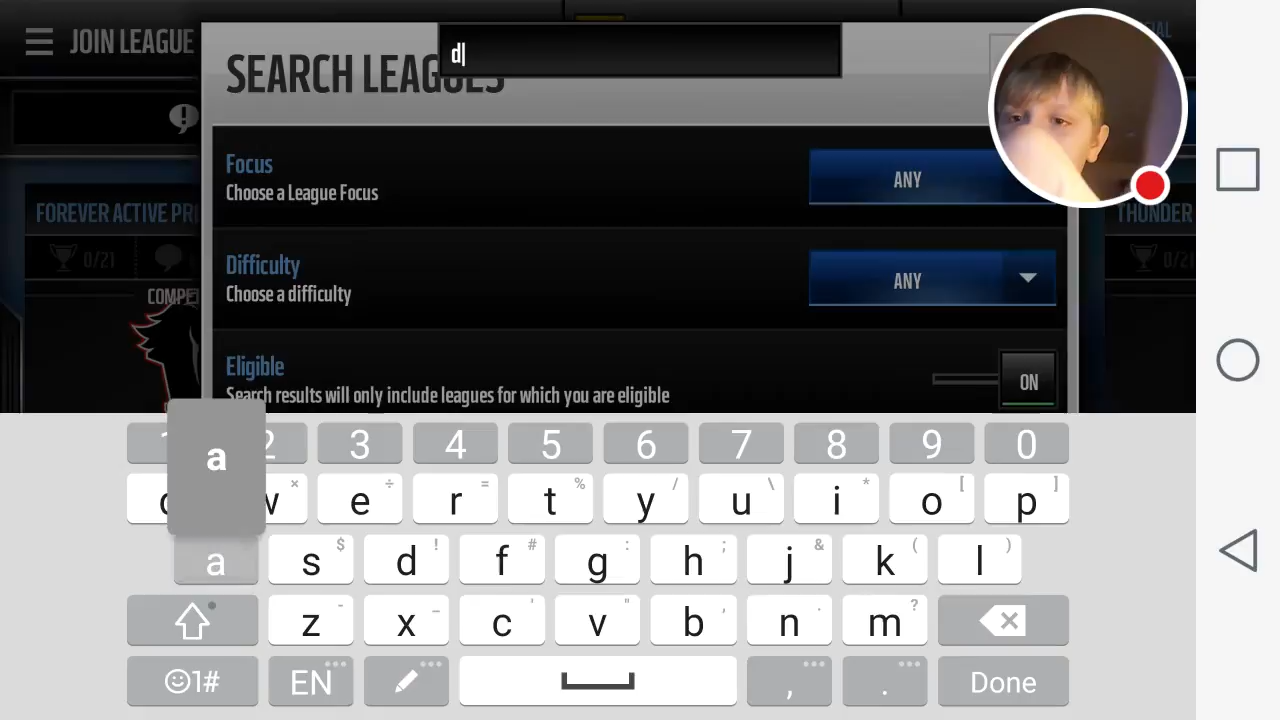 JOIN LEAGUE
d
SEARCH LEAGUES
Focus
Choose a League Focus
ANY
FOREVER ACTIVE
THUNDER
0/21
0/21
Difficulty
Choose a difficulty
ANY
Eligible
Search results will only include leagues for which you are eligible
ON
a
2 3 4 5 6 7 8 9 0
e ÷ r = t % y / u \ i * o [ p ]
a s $ d ! f # g : h ; j & k ( l )
z - x _ c ' v " b , n . m ?
1# EN , . Done